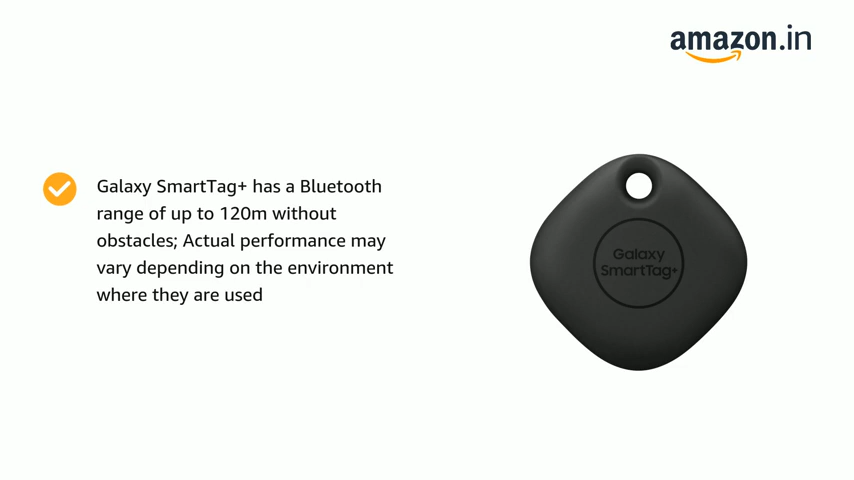 amazon.in
Galaxy SmartTag+ has a Bluetooth
range of up to 120m without
obstacles; Actual performance may
vary depending on the environment
where they are used
Galaxy
SmartTag+